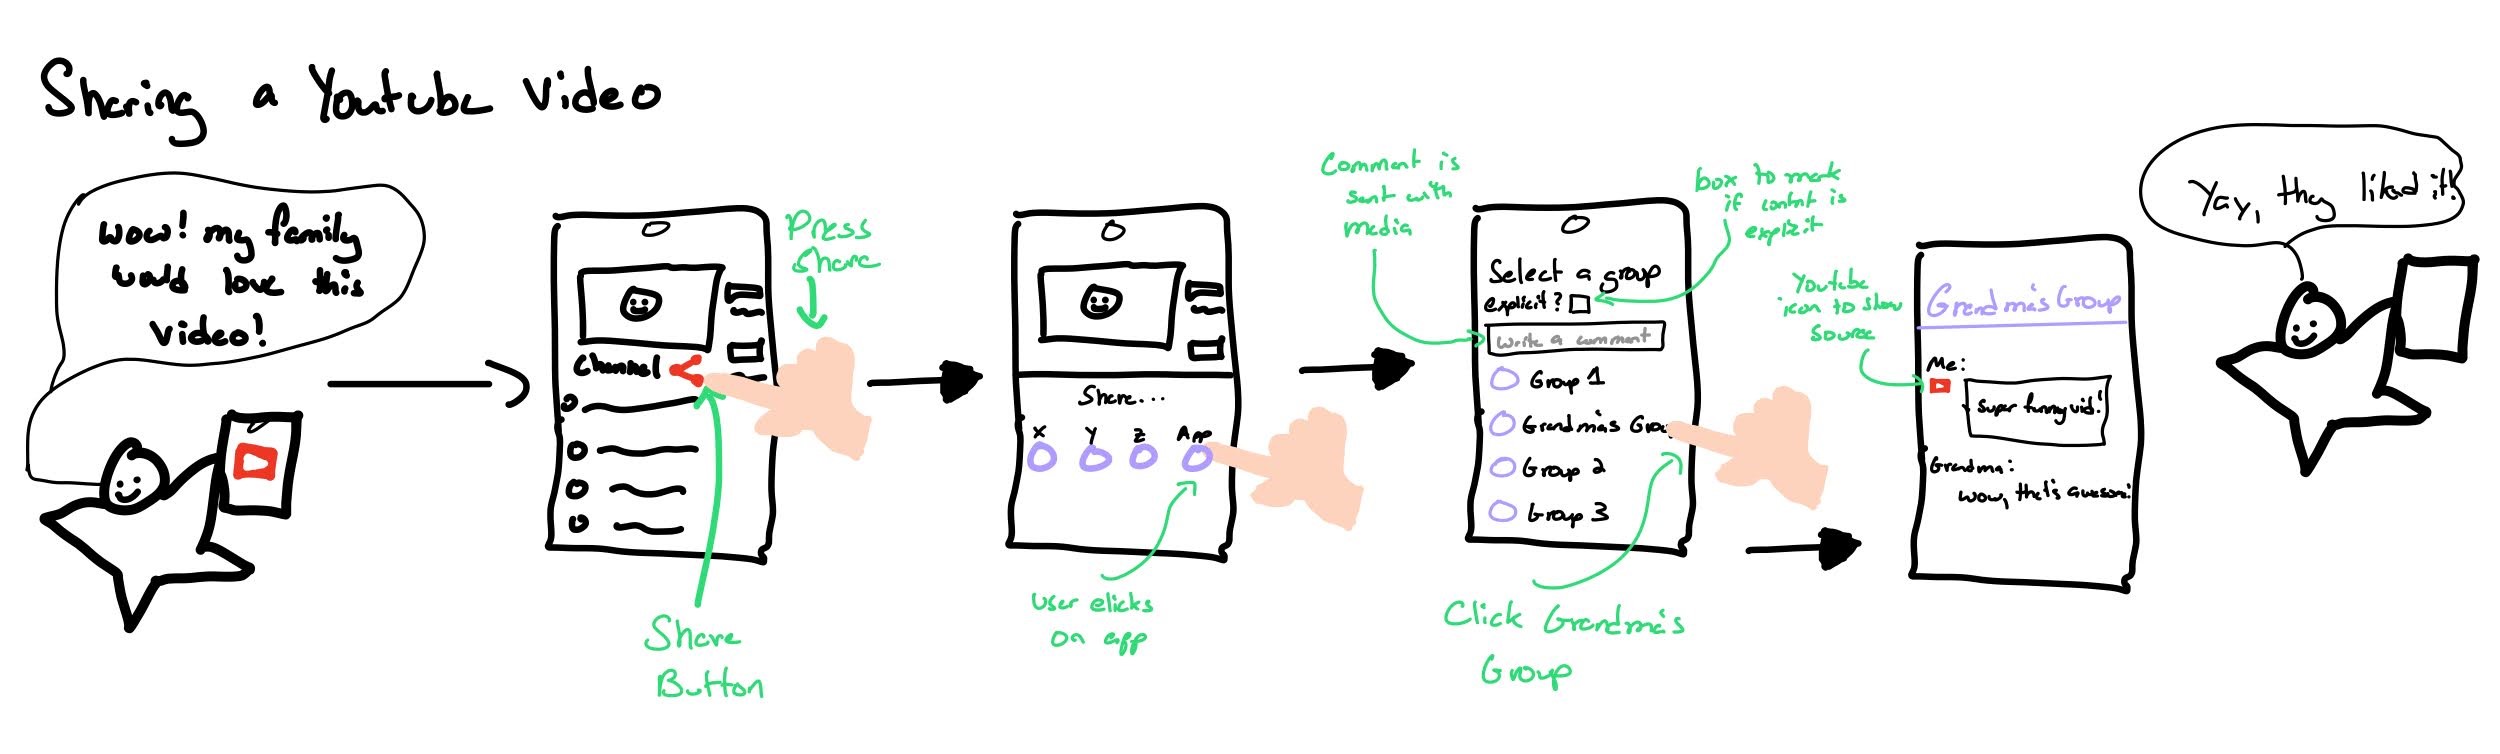 Sharing a Youtube video
Wow! my family
would love this
video!
Press
Share
Comment
Share
Button
Share...
X Y Z App
User clicks
on app
Comment is
sent with
media
box to mark
if content is
explicit
Select a group
explicit?
Write a comment
Group 1
Grandma's Group
Group 2
Group 3
Click Grandma's
Group
Youtube
icon to show
source
Grandma's Group
Me:
super funny vid!
Grandma:
Wow, this is awesome!
Yay, they liked it!